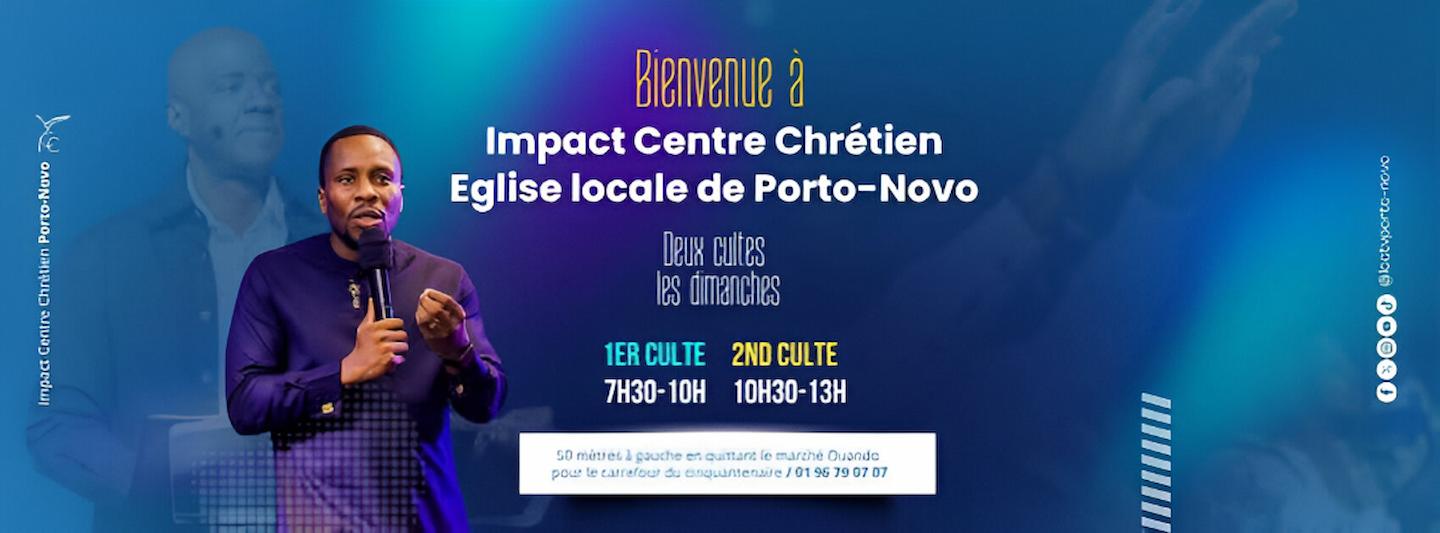 Impact Centre Chrétien Porto-Novo
Bienvenue à
Impact Centre Chrétien
Eglise locale de Porto-Novo
Deux cultes
les dimanches
1ER CULTE 2ND CULTE
7H30-10H 10H30-13H
50 mètres à gauche en quittant le marché Ouando
pour le carrefour du cinquantenaire / 01 96 79 07 07